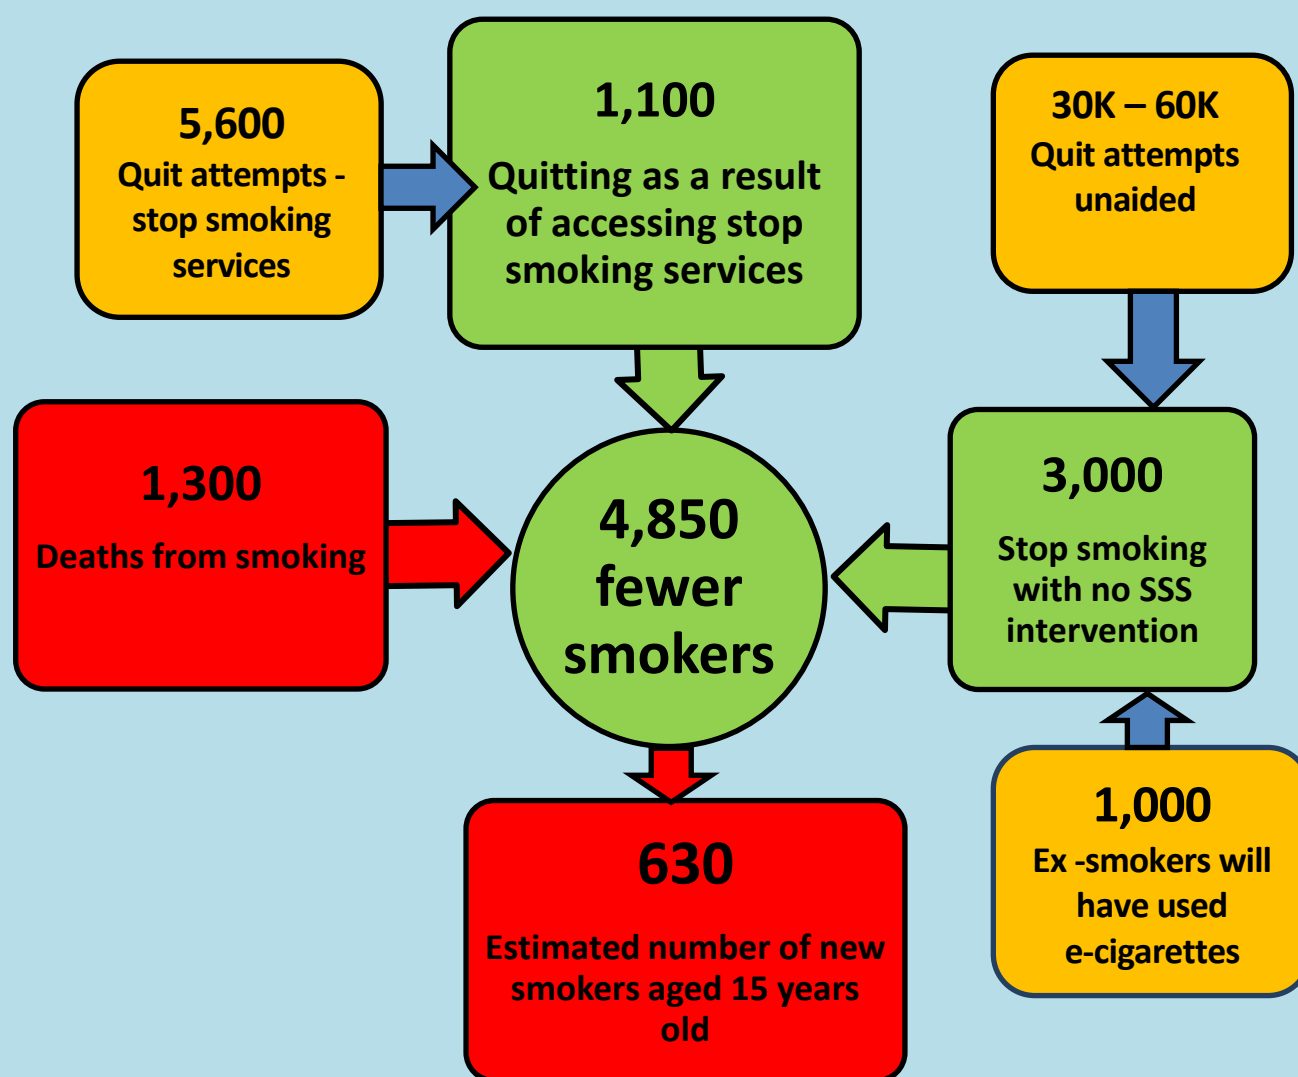 5,600
Quit attempts -
stop smoking
services
1,100
Quitting as a result
of accessing stop
smoking services
30K – 60K
Quit attempts
unaided
1,300
Deaths from smoking
4,850
fewer
smokers
3,000
Stop smoking
with no SSS
intervention
630
Estimated number of new
smokers aged 15 years
old
1,000
Ex -smokers will
have used
e-cigarettes